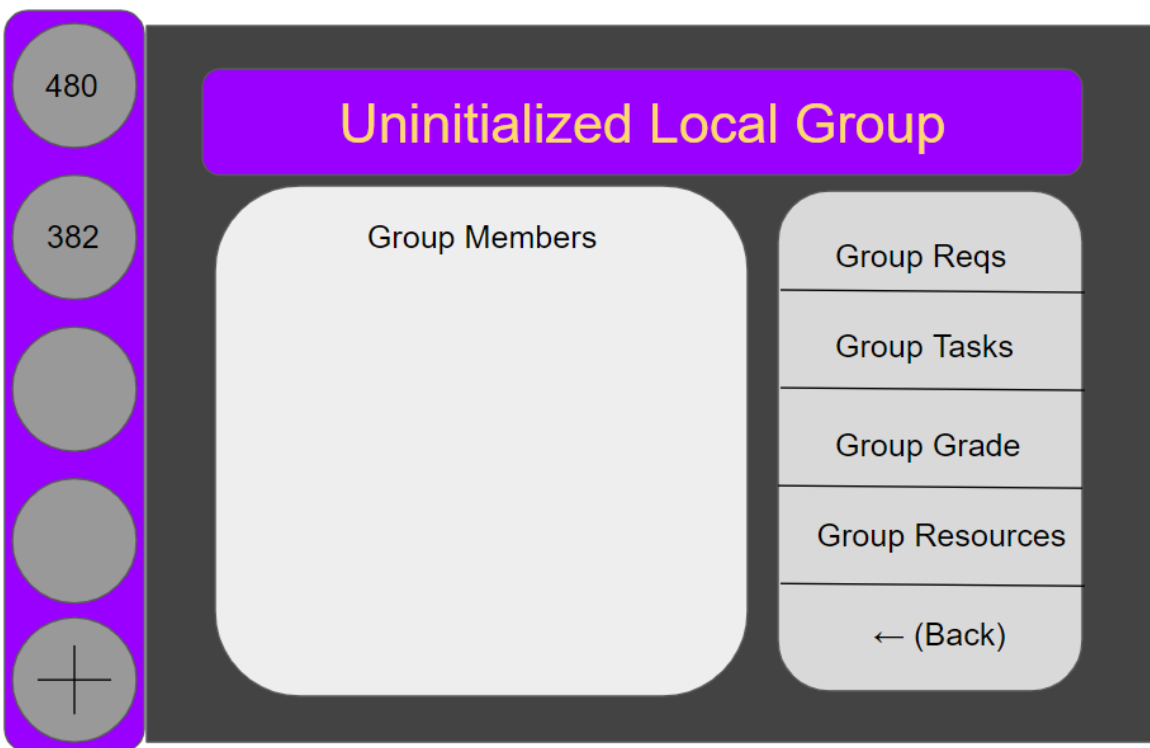 480
382
Uninitialized Local Group
Group Members
Group Reqs
Group Tasks
Group Grade
Group Resources
← (Back)